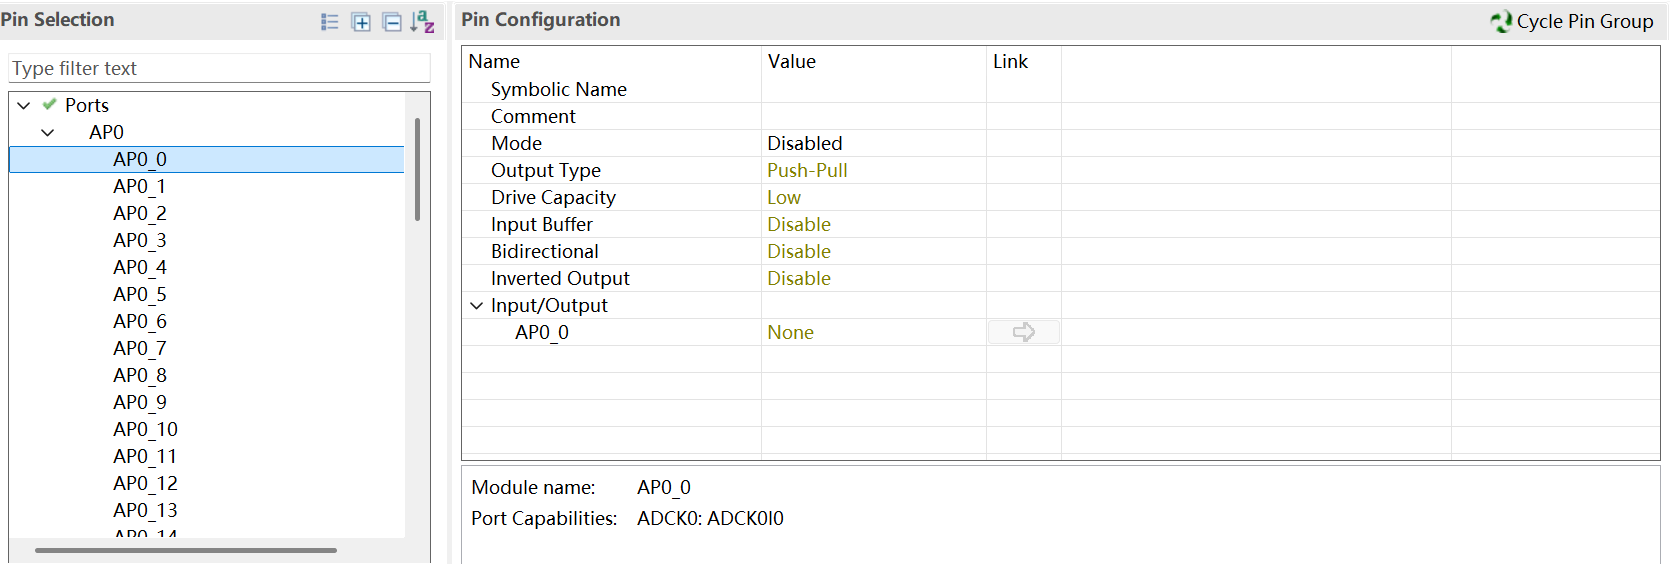 Pin Selection
Type filter text
Ports
AP0
AP0_0
AP0_1
AP0_2
AP0_3
AP0_4
AP0_5
AP0_6
AP0_7
AP0_8
AP0_9
AP0_10
AP0_11
AP0_12
AP0_13
AP0_14
Pin Configuration
Cycle Pin Group
Name Value Link
Symbolic Name
Comment
Mode Disabled
Output Type Push-Pull
Drive Capacity Low
Input Buffer Disable
Bidirectional Disable
Inverted Output Disable
Input/Output
AP0_0 None
Module name: AP0_0
Port Capabilities: ADCK0: ADCK0I0